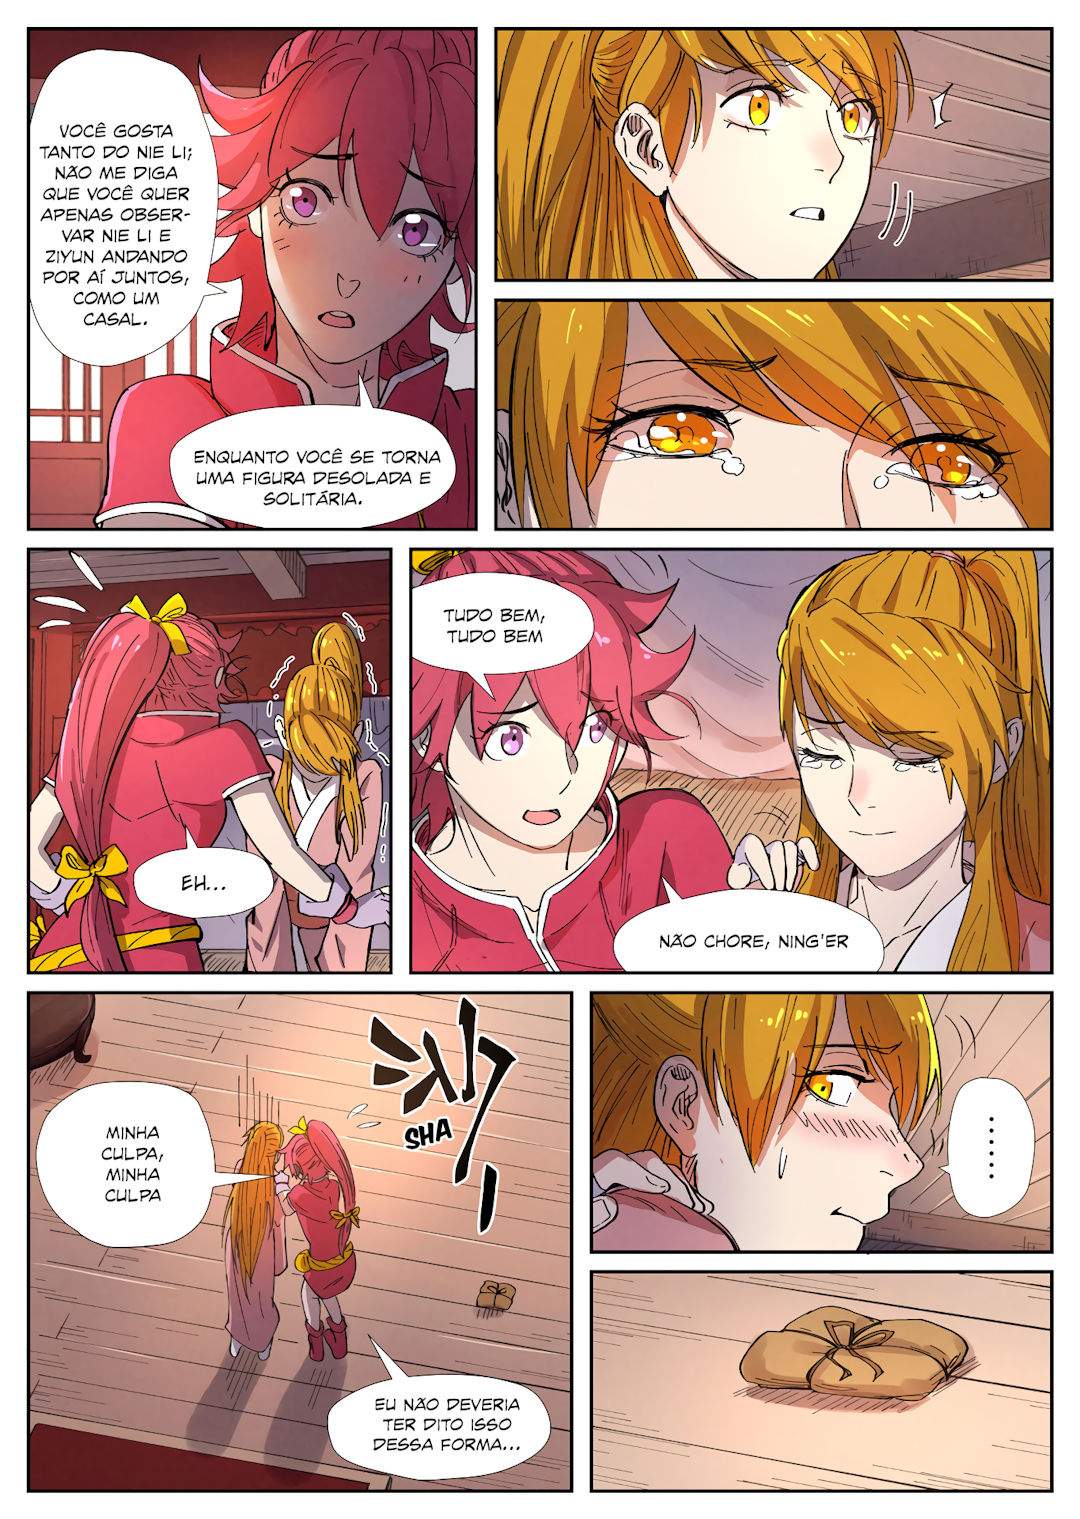 VOCÊ GOSTA
TANTO DO NIE LI;
NÃO ME DIGA
QUE VOCÊ QUER
APENAS OBSER-
VAR NIE LI E
ZIYUN ANDANDO
POR AÍ JUNTOS,
COMO UM
CASAL.
ENQUANTO VOCÊ SE TORNA
UMA FIGURA DESOLADA E
SOLITÁRIA.
EH...
TUDO BEM,
TUDO BEM
NÃO CHORE, NING'ER
MINHA
CULPA,
MINHA
CULPA
SHA
EU NÃO DEVERIA
TER DITO ISSO
DESSA FORMA...
......